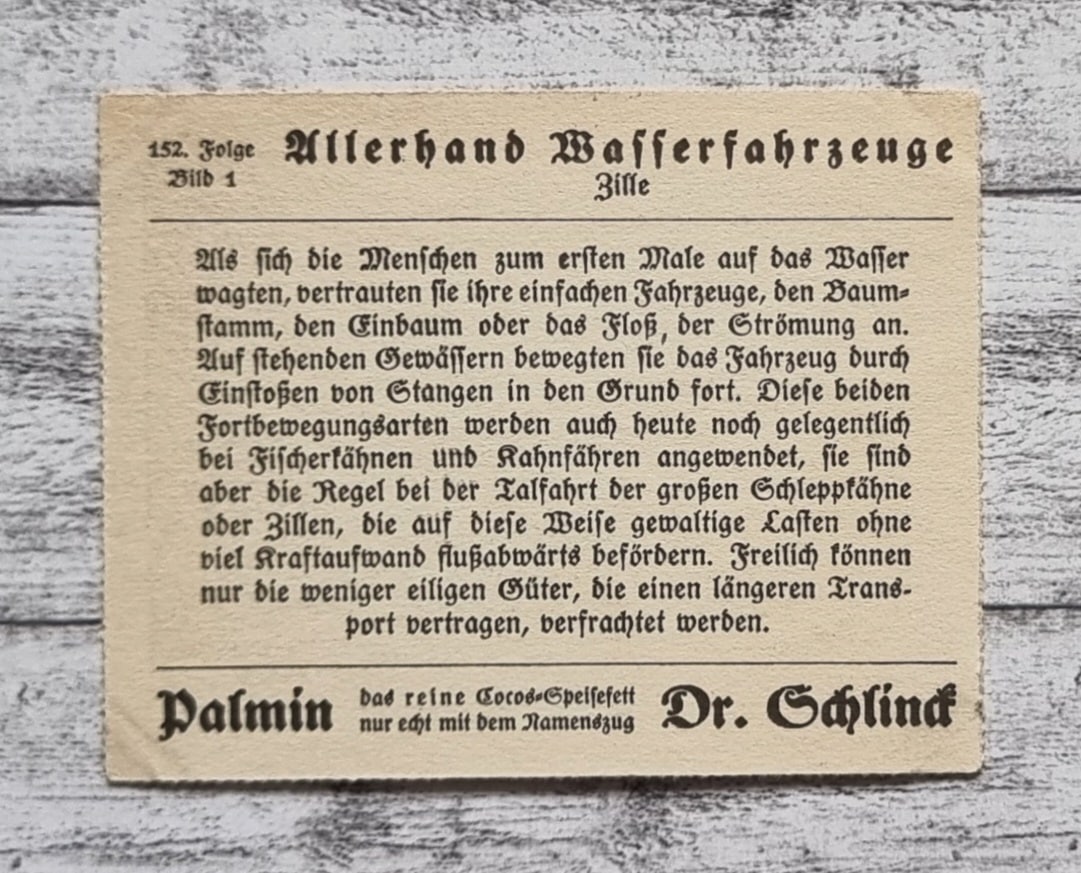 152. Folge
Bild 1
Allerhand Wasserfahrzeuge
Zille
Als sich die Menschen zum ersten Male auf das Wasser
wagten, vertrauten sie ihre einfachen Fahrzeuge, den Baum-
stamm, den Einbaum oder das Floß, der Strömung an.
Auf stehenden Gewässern bewegten sie das Fahrzeug durch
Einstoßen von Stangen in den Grund fort. Diese beiden
Fortbewegungsarten werden auch heute noch gelegentlich
bei Fischerkähnen und Kahnfähren angewendet, sie sind
aber die Regel bei der Talfahrt der großen Schleppkähne
oder Zillen, die auf diese Weise gewaltige Lasten ohne
viel Kraftaufwand flußabwärts befördern. Freilich können
nur die weniger eiligen Güter, die einen längeren Trans-
port vertragen, verfrachtet werden.
Palmin
das reine Cocos-Speisefett
nur echt mit dem Namenszug
Dr. Schlinck